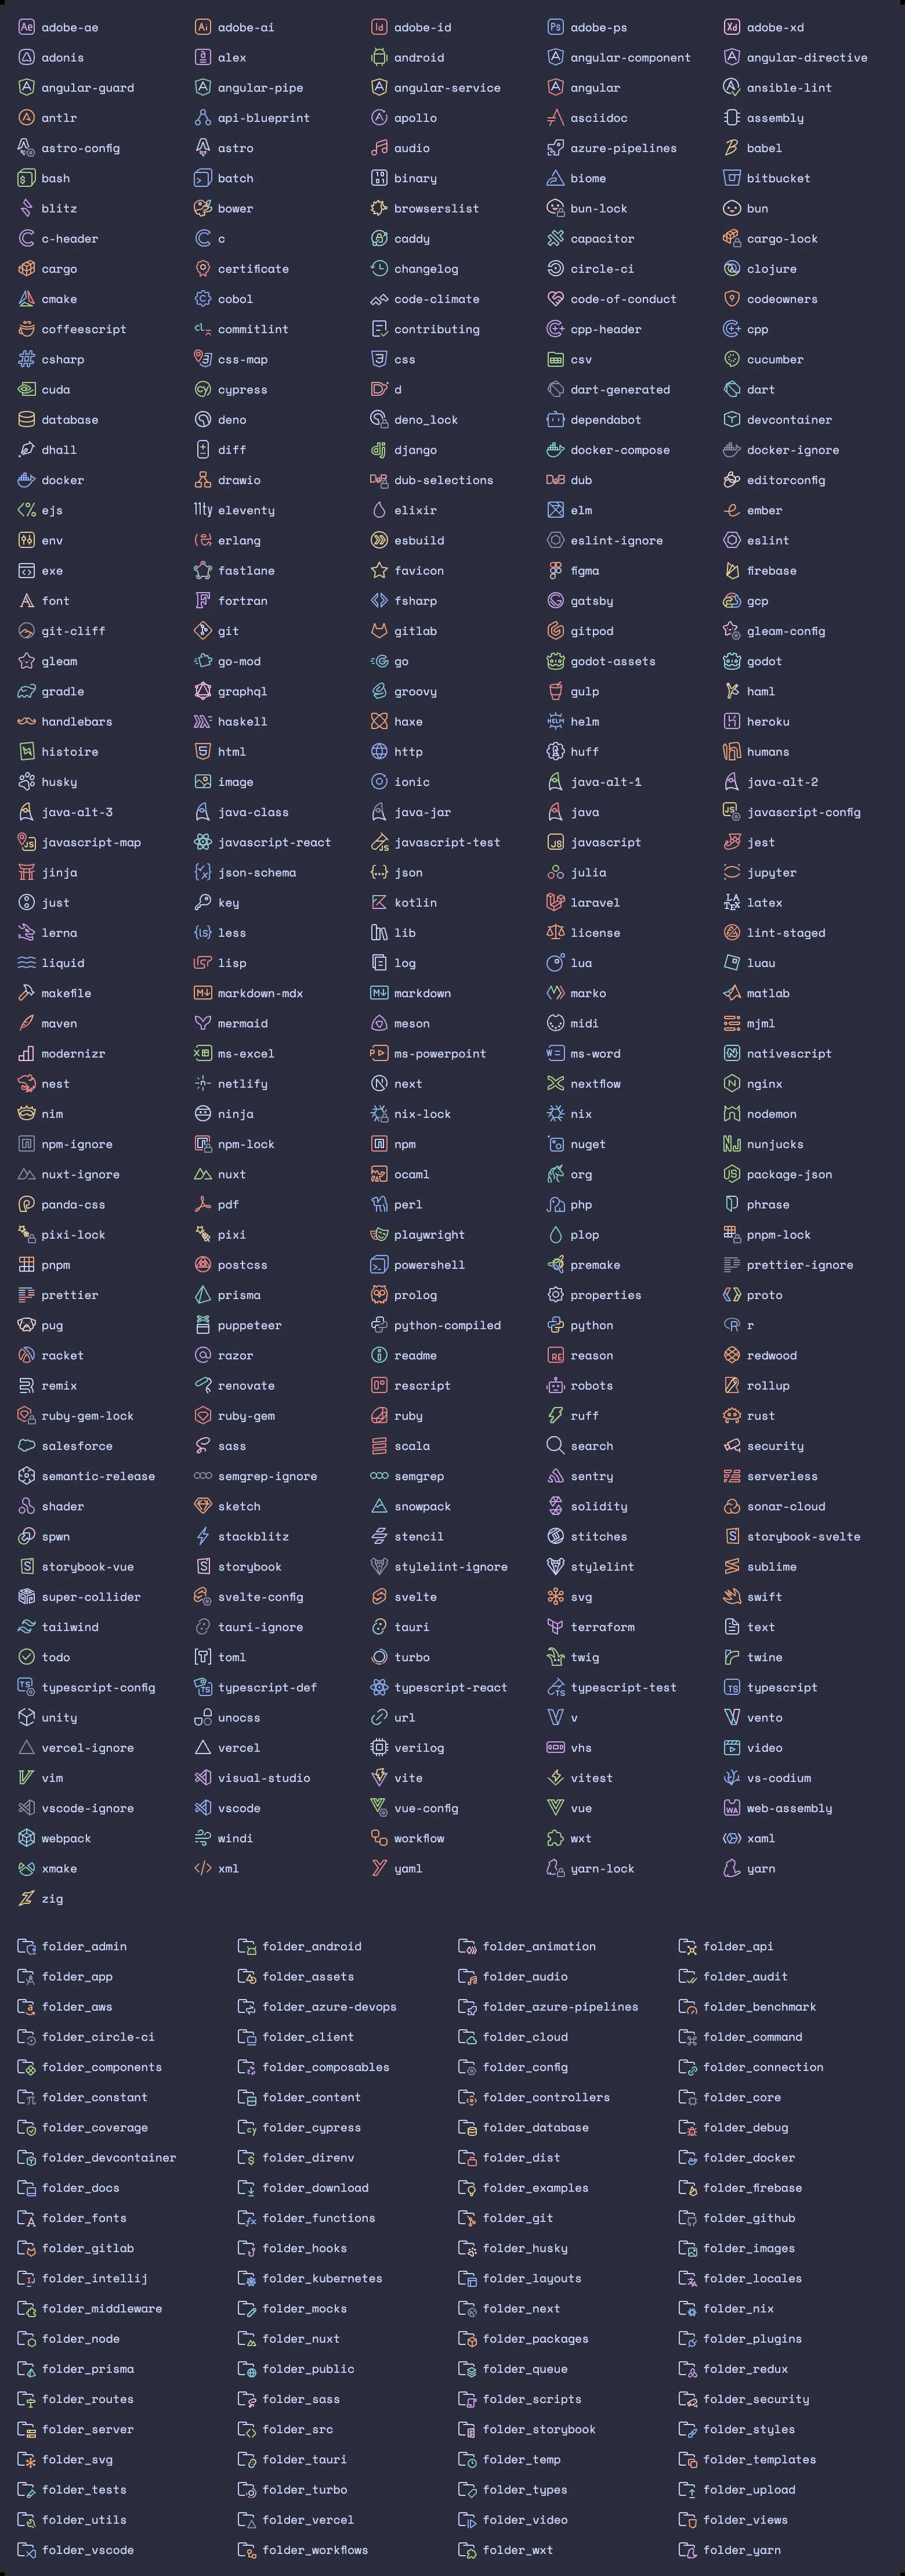 adobe-ae adobe-ai adobe-id adobe-ps adobe-xd
adonis alex android angular-component angular-directive
angular-guard angular-pipe angular-service angular ansible-lint
antlr api-blueprint apollo asciidoc assembly
astro-config astro audio azure-pipelines babel
bash batch binary biome bitbucket
blitz bower browserslist bun-lock bun
c-header c caddy capacitor cargo-lock
cargo certificate changelog circle-ci clojure
cmake cobol code-climate code-of-conduct codeowners
coffeescript commitlint contributing cpp-header cpp
csharp css-map css csv cucumber
cuda cypress d dart-generated dart
database deno deno_lock dependabot devcontainer
dhall diff django docker-compose docker-ignore
docker drawio dub-selections dub editorconfig
ejs eleventy elixir elm ember
env erlang esbuild eslint-ignore eslint
exe fastlane favicon figma firebase
font fortran fsharp gatsby gcp
git-cliff git gitlab gitpod gleam-config
gleam go-mod go godot-assets godot
gradle graphql groovy gulp haml
handlebars haskell haxe helm heroku
histoire html http huff humans
husky image ionic java-alt-1 java-alt-2
java-alt-3 java-class java-jar java javascript-config
javascript-map javascript-react javascript-test javascript jest
jinja json-schema json julia jupyter
just key kotlin laravel latex
lerna less lib license lint-staged
liquid lisp log lua luau
makefile markdown-mdx markdown marko matlab
maven mermaid meson midi mjml
modernizr ms-excel ms-powerpoint ms-word nativescript
nest netlify next nextflow nginx
nim ninja nix-lock nix nodemon
npm-ignore npm-lock npm nuget nunjucks
nuxt-ignore nuxt ocaml org package-json
panda-css pdf perl php phrase
pixi-lock pixi playwright plop pnpm-lock
pnpm postcss powershell premake prettier-ignore
prettier prisma prolog properties proto
pug puppeteer python-compiled python r
racket razor readme reason redwood
remix renovate rescript robots rollup
ruby-gem-lock ruby-gem ruby ruff rust
salesforce sass scala search security
semantic-release semgrep-ignore semgrep sentry serverless
shader sketch snowpack solidity sonar-cloud
spwn stackblitz stencil stitches storybook-svelte
storybook-vue storybook stylelint-ignore stylelint sublime
super-collider svelte-config svelte svg swift
tailwind tauri-ignore tauri terraform text
todo toml turbo twig twine
typescript-config typescript-def typescript-react typescript-test typescript
unity unocss url v vento
vercel-ignore vercel verilog vhs video
vim visual-studio vite vitest vs-codium
vscode-ignore vscode vue-config vue web-assembly
webpack windi workflow wxt xaml
xmake xml yaml yarn-lock yarn
zig
folder_admin folder_android folder_animation folder_api
folder_app folder_assets folder_audio folder_audit
folder_aws folder_azure-devops folder_azure-pipelines folder_benchmark
folder_circle-ci folder_client folder_cloud folder_command
folder_components folder_composables folder_config folder_connection
folder_constant folder_content folder_controllers folder_core
folder_coverage folder_cypress folder_database folder_debug
folder_devcontainer folder_direnv folder_dist folder_docker
folder_docs folder_download folder_examples folder_firebase
folder_fonts folder_functions folder_git folder_github
folder_gitlab folder_hooks folder_husky folder_images
folder_intellij folder_kubernetes folder_layouts folder_locales
folder_middleware folder_mocks folder_next folder_nix
folder_node folder_nuxt folder_packages folder_plugins
folder_prisma folder_public folder_queue folder_redux
folder_routes folder_sass folder_scripts folder_security
folder_server folder_src folder_storybook folder_styles
folder_svg folder_tauri folder_temp folder_templates
folder_tests folder_turbo folder_types folder_upload
folder_utils folder_vercel folder_video folder_views
folder_vscode folder_workflows folder_wxt folder_yarn